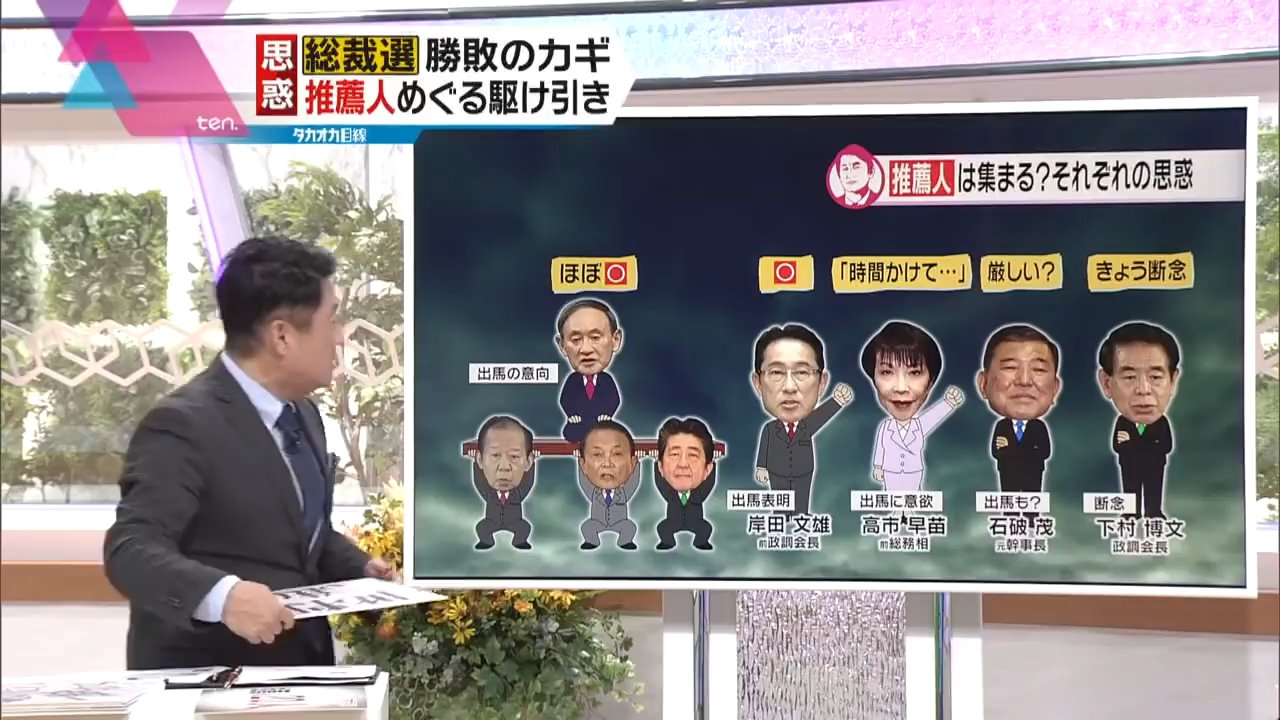 思惑
総裁選 勝敗のカギ
推薦人めぐる駆け引き
ten.
タカオカ目線
推薦人は集まる?それぞれの思惑
ほぼ〇
〇
「時間かけて…」
厳しい?
きょう断念
出馬の意向
出馬表明
出馬に意欲
出馬も?
断念
岸田 文雄
前政調会長
高市 早苗
前総務相
石破 茂
元幹事長
下村 博文
政調会長